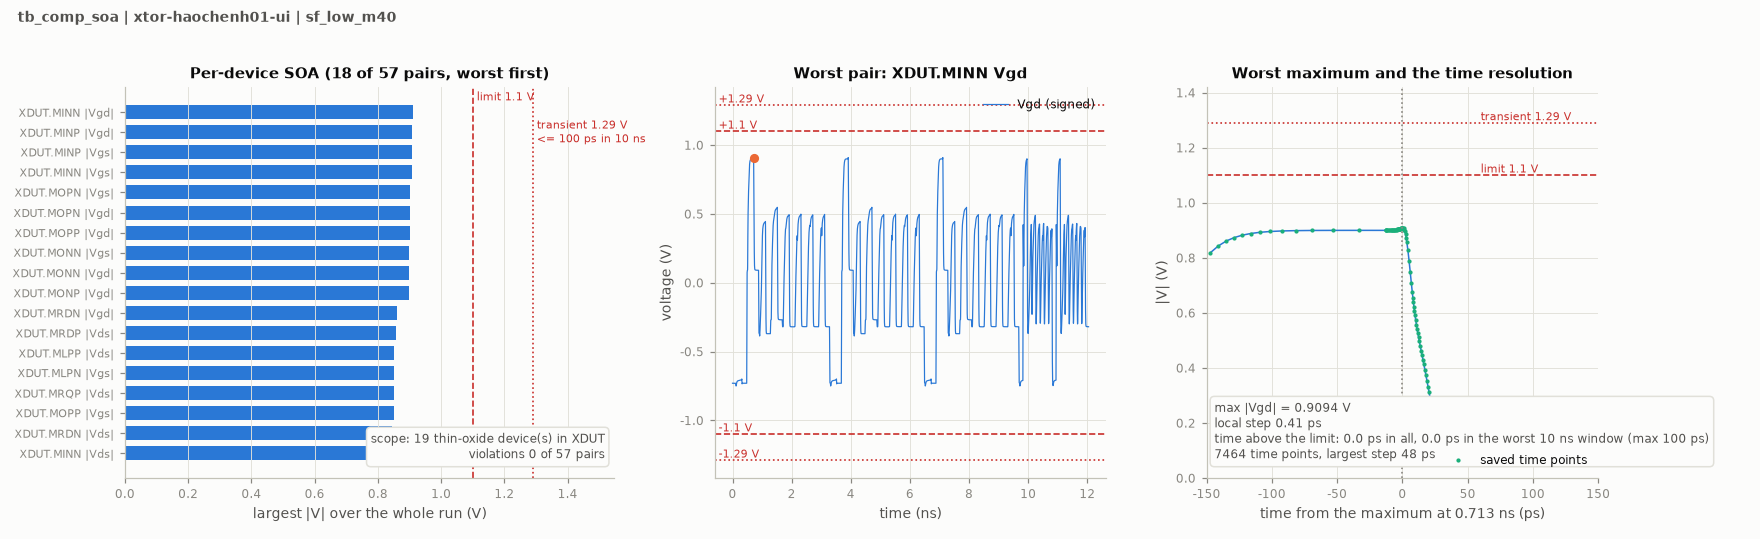 tb_comp_soa | xtor-haochenh01-ui | sf_low_m40
Per-device SOA (18 of 57 pairs, worst first)
limit 1.1 V
transient 1.29 V
<= 100 ps in 10 ns
XDUT.MINN |Vgd|
XDUT.MINP |Vgd|
XDUT.MINP |Vgs|
XDUT.MINN |Vgs|
XDUT.MOPN |Vgs|
XDUT.MOPN |Vgd|
XDUT.MOPP |Vgd|
XDUT.MONN |Vgs|
XDUT.MONN |Vgd|
XDUT.MONP |Vgd|
XDUT.MRDN |Vgd|
XDUT.MRDP |Vds|
XDUT.MLPP |Vds|
XDUT.MLPN |Vgs|
XDUT.MRQP |Vds|
XDUT.MOPP |Vgs|
XDUT.MRDN |Vds|
XDUT.MINN |Vds|
scope: 19 thin-oxide device(s) in XDUT
violations 0 of 57 pairs
0.0 0.2 0.4 0.6 0.8 1.0 1.2 1.4
largest |V| over the whole run (V)
Worst pair: XDUT.MINN Vgd
+1.29 V
Vgd (signed)
+1.1 V
1.0
0.5
0.0
-0.5
-1.0
voltage (V)
-1.1 V
-1.29 V
0 2 4 6 8 10 12
time (ns)
Worst maximum and the time resolution
1.4
1.2
1.0
0.8
0.6
0.4
0.2
0.0
|V| (V)
transient 1.29 V
limit 1.1 V
max |Vgd| = 0.9094 V
local step 0.41 ps
time above the limit: 0.0 ps in all, 0.0 ps in the worst 10 ns window (max 100 ps)
7464 time points, largest step 48 ps
saved time points
-150 -100 -50 0 50 100 150
time from the maximum at 0.713 ns (ps)